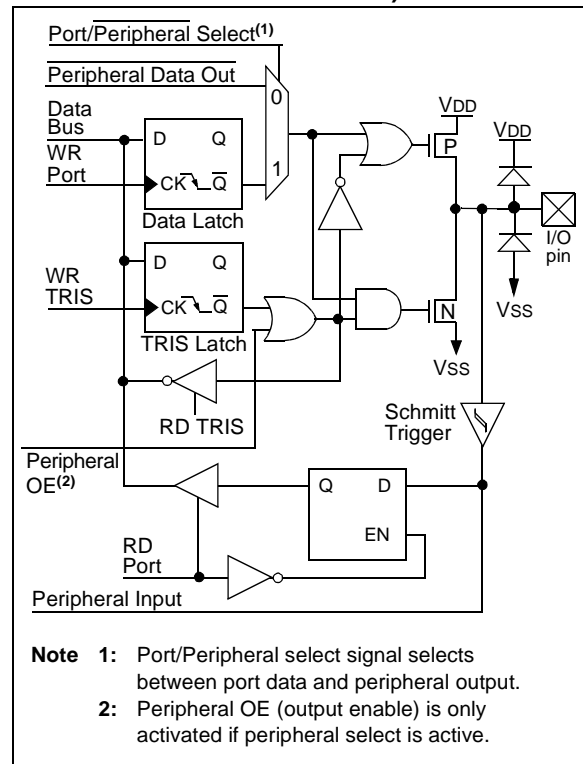 Port/Peripheral Select(1)
Peripheral Data Out
Data
Bus
WR
Port
D Q
CK Q
Data Latch
0
1
VDD
P
VDD
I/O
pin
D Q
WR
TRIS
CK Q
TRIS Latch
N
VSS
VSS
RD TRIS
Schmitt
Trigger
Peripheral
OE(2)
Q D
EN
RD
Port
Peripheral Input
Note 1: Port/Peripheral select signal selects
between port data and peripheral output.
2: Peripheral OE (output enable) is only
activated if peripheral select is active.